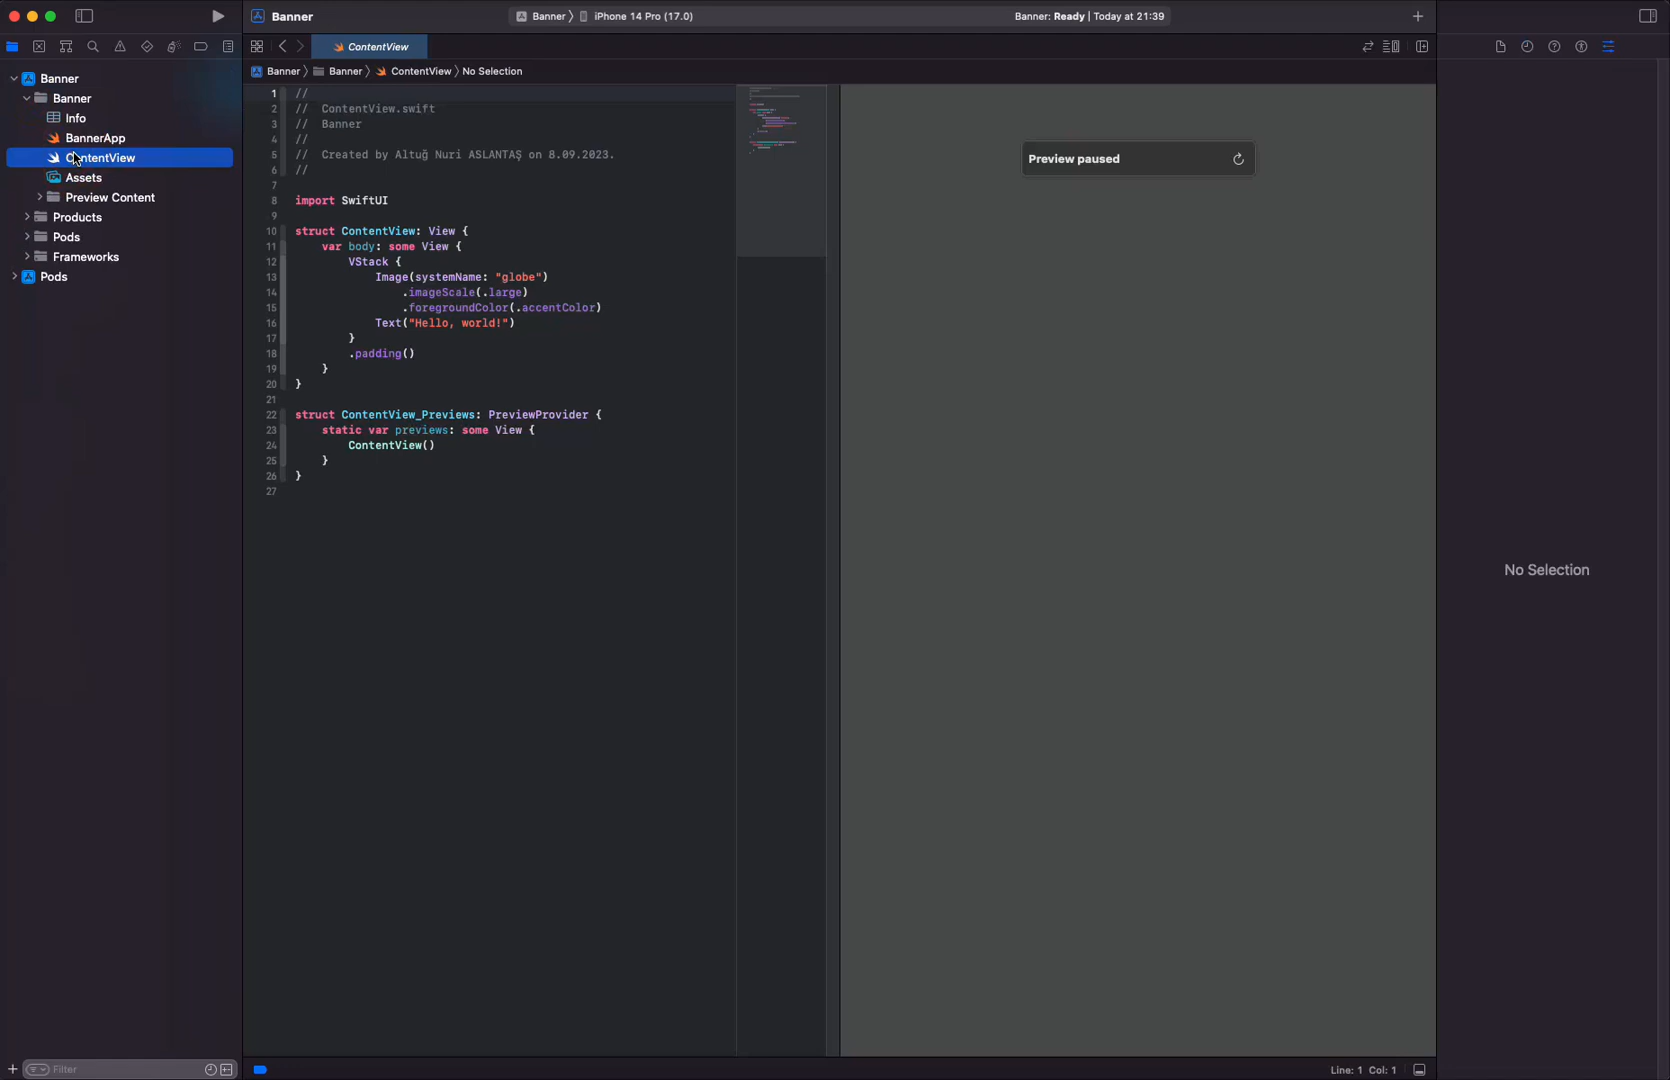 Banner
Banner
Info
BannerApp
ContentView
Assets
Preview Content
Products
Pods
Frameworks
Pods
Filter
Banner
Banner 〉 iPhone 14 Pro (17.0)
Banner: Ready | Today at 21:39
ContentView
Banner 〉 Banner 〉 ContentView 〉 No Selection
1 //
2 // ContentView.swift
3 // Banner
4 //
5 // Created by Altuğ Nuri ASLANTAŞ on 8.09.2023.
6 //
7
8 import SwiftUI
9
10 struct ContentView: View {
11 var body: some View {
12 VStack {
13 Image(systemName: "globe")
14 .imageScale(.large)
15 .foregroundColor(.accentColor)
16 Text("Hello, world!")
17 }
18 .padding()
19 }
20 }
21
22 struct ContentView_Previews: PreviewProvider {
23 static var previews: some View {
24 ContentView()
25 }
26 }
27
Preview paused
No Selection
Line: 1 Col: 1